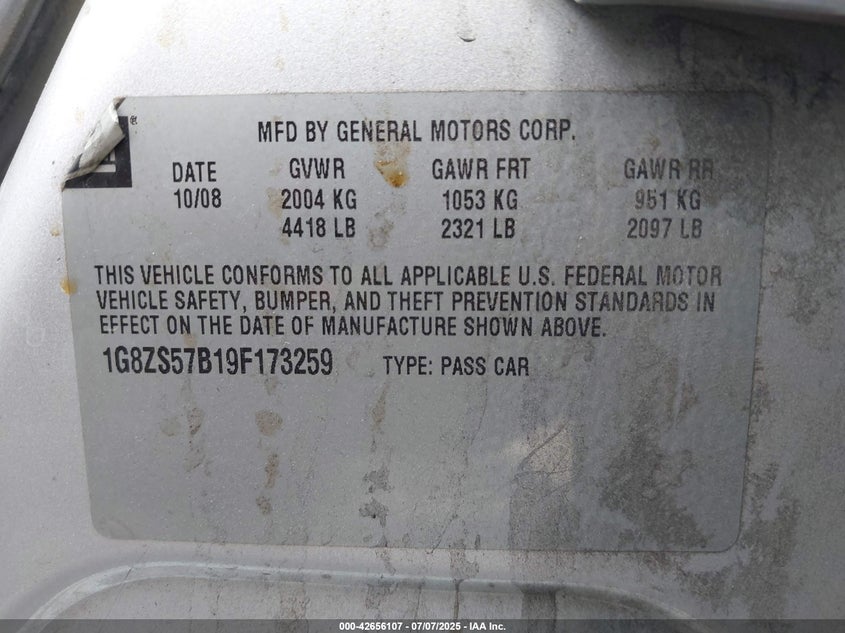 MFD BY GENERAL MOTORS CORP.
DATE GVWR GAWR FRT GAWR RR
10/08 2004 KG 1053 KG 951 KG
4418 LB 2321 LB 2097 LB
THIS VEHICLE CONFORMS TO ALL APPLICABLE U.S. FEDERAL MOTOR
VEHICLE SAFETY, BUMPER, AND THEFT PREVENTION STANDARDS IN
EFFECT ON THE DATE OF MANUFACTURE SHOWN ABOVE.
1G8ZS57B19F173259 TYPE: PASS CAR
000-42656107 - 07/07/2025 - IAA Inc.